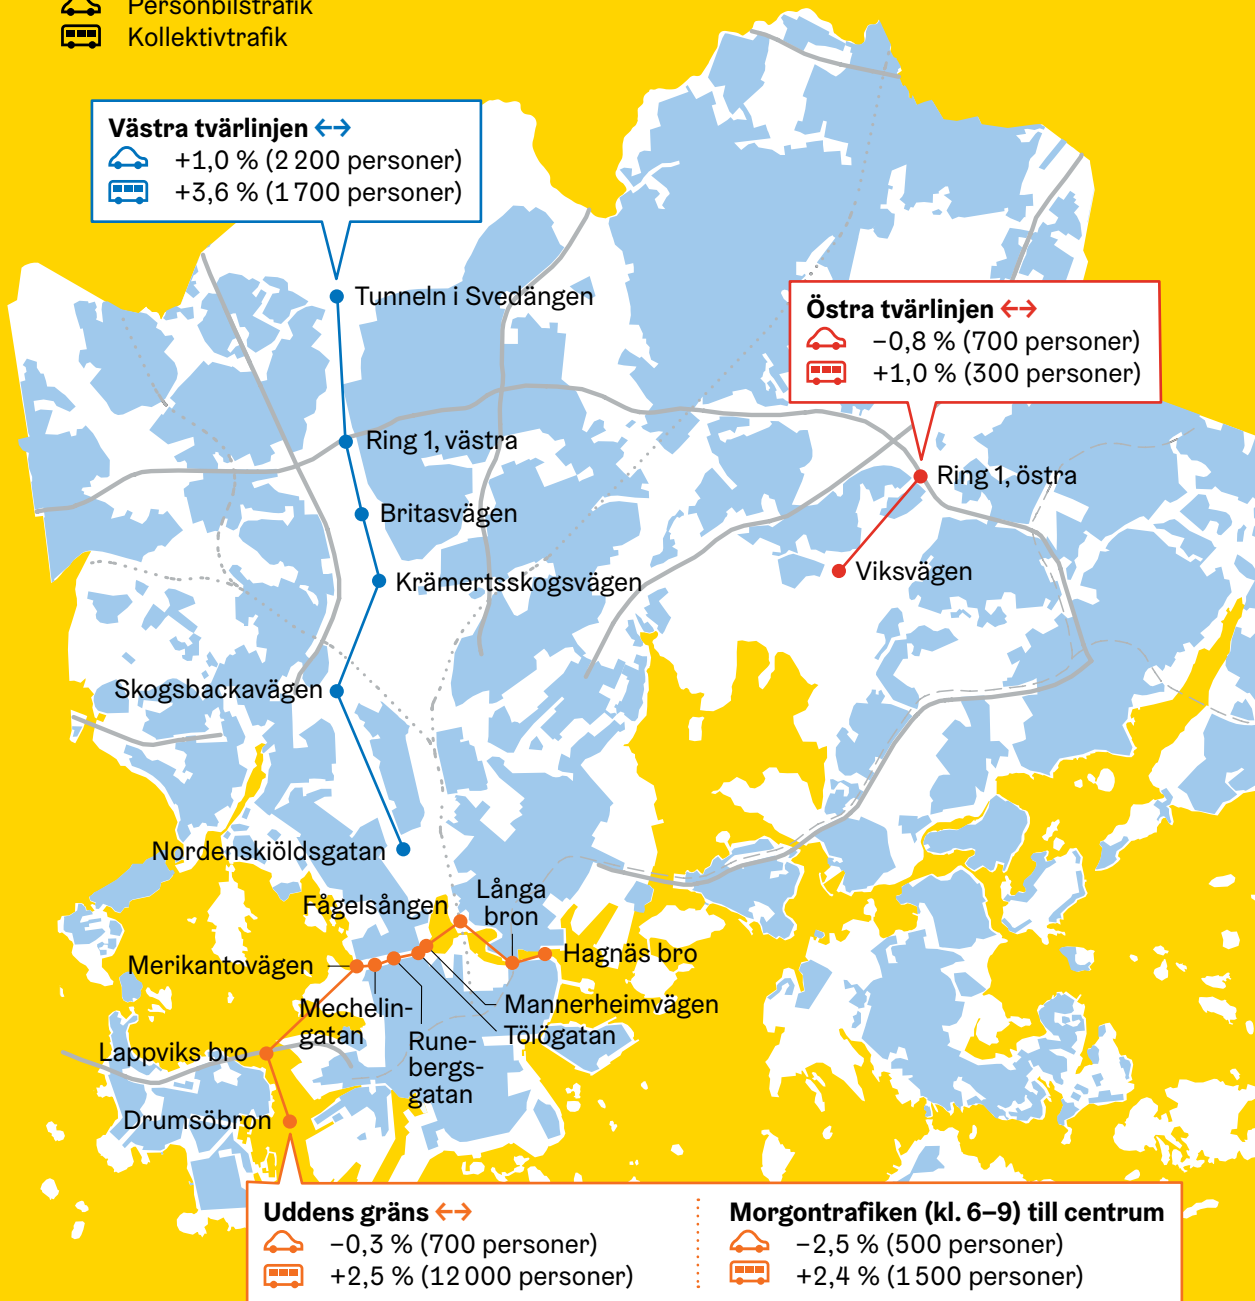 Personbilstrafik
Kollektivtrafik
Västra tvärlinjen ↔
+1,0 % (2 200 personer)
+3,6 % (1 700 personer)
Tunneln i Svedängen
Östra tvärlinjen ↔
−0,8 % (700 personer)
+1,0 % (300 personer)
Ring 1, västra
Ring 1, östra
Britasvägen
Krämertsskogsvägen
Viksvägen
Skogsbackavägen
Nordenskiöldsgatan
Fågelsången
Långa
bron
Hagnäs bro
Merikantovägen
Mechelin-
gatan
Mannerheimvägen
Tölögatan
Rune-
bergs-
gatan
Lappviks bro
Drumsöbron
Uddens gräns ↔
−0,3 % (700 personer)
+2,5 % (12 000 personer)
Morgontrafiken (kl. 6–9) till centrum
−2,5 % (500 personer)
+2,4 % (1 500 personer)